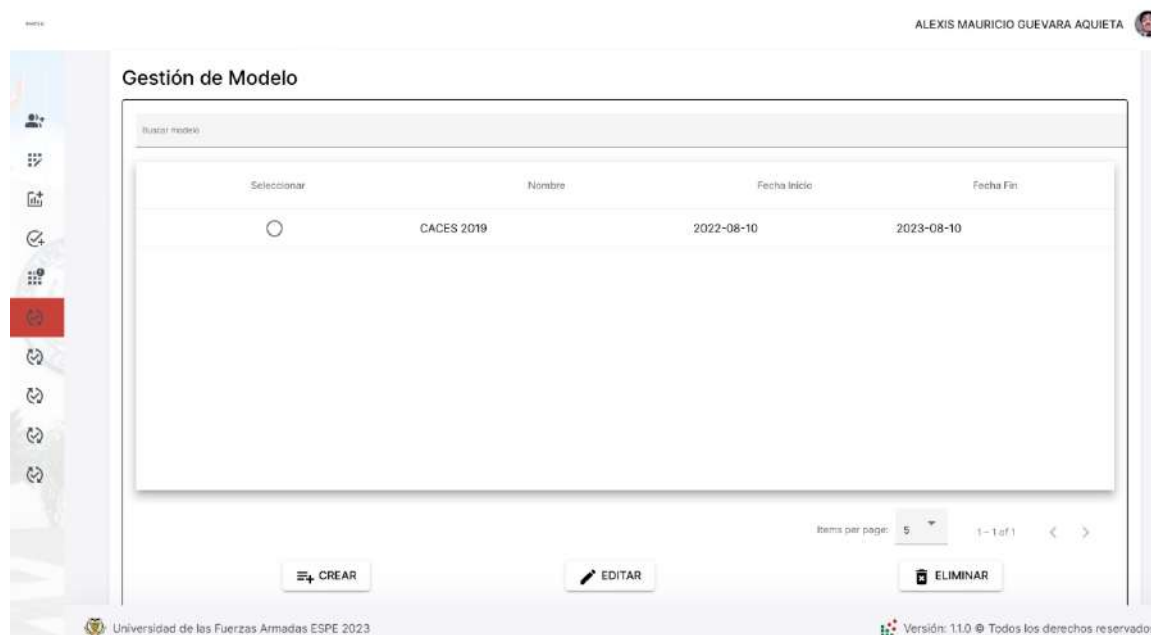 ALEXIS MAURICIO GUEVARA AQUIETA
Gestión de Modelo
Buscar modelo
Seleccionar Nombre Fecha Inicio Fecha Fin
CACES 2019 2022-08-10 2023-08-10
Items per page: 5 1 - 1 of 1
CREAR EDITAR ELIMINAR
Universidad de las Fuerzas Armadas ESPE 2023 Versión: 1.1.0 © Todos los derechos reservado